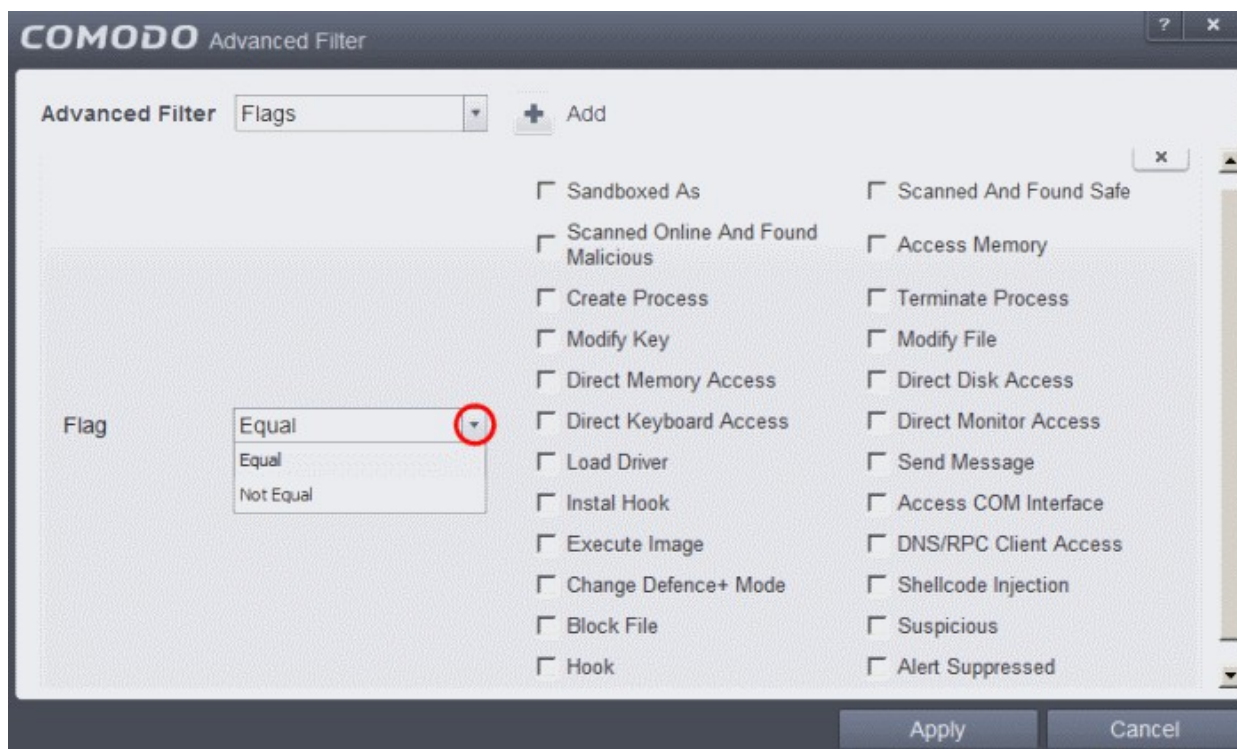 COMODO Advanced Filter
? x
Advanced Filter Flags + Add
x
Sandboxed As Scanned And Found Safe
Scanned Online And Found
Malicious Access Memory
Create Process Terminate Process
Modify Key Modify File
Direct Memory Access Direct Disk Access
Flag Equal Direct Keyboard Access Direct Monitor Access
Equal Load Driver Send Message
Not Equal Instal Hook Access COM Interface
Execute Image DNS/RPC Client Access
Change Defence+ Mode Shellcode Injection
Block File Suspicious
Hook Alert Suppressed
Apply Cancel